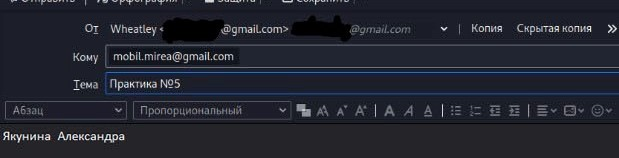 Отправить Орфография Защита Сохранить
От Wheatley < @gmail.com> @gmail.com Копия Скрытая копия »
Кому mobil.mirea@gmail.com
Тема Практика №5
Абзац Пропорциональный
Якунина Александра